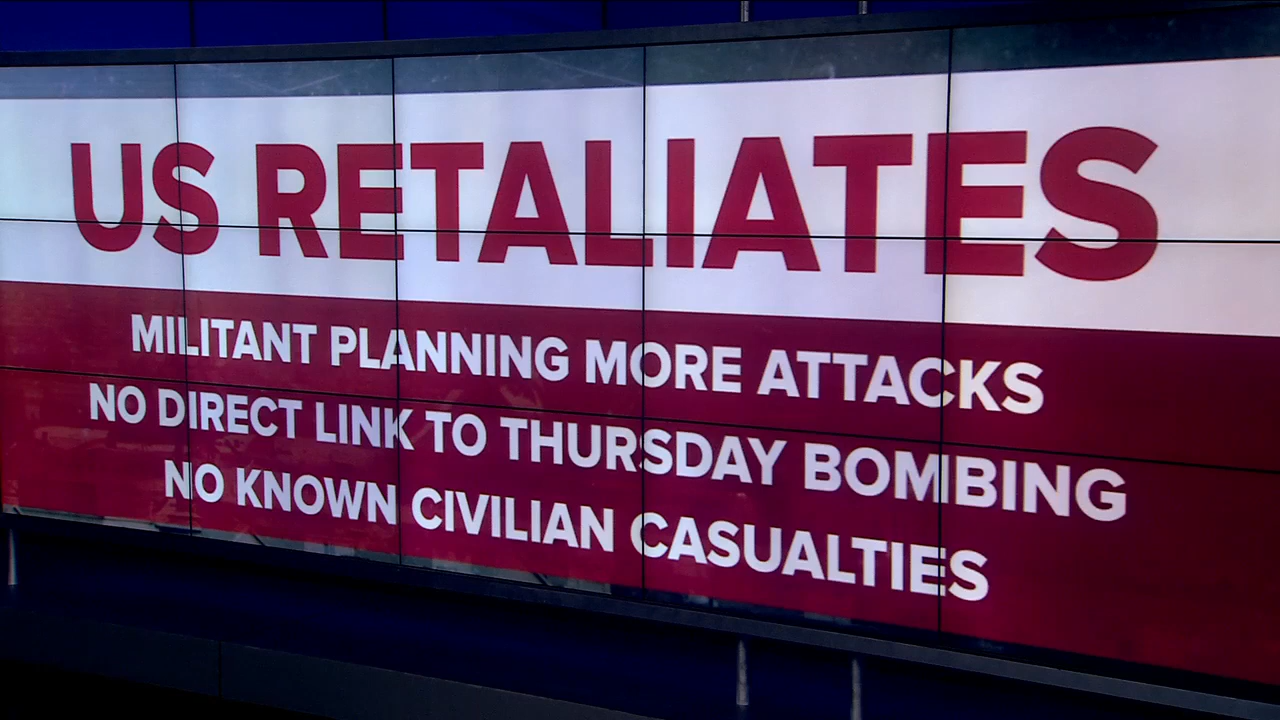 US RETALIATES
MILITANT PLANNING MORE ATTACKS
NO DIRECT LINK TO THURSDAY BOMBING
NO KNOWN CIVILIAN CASUALTIES